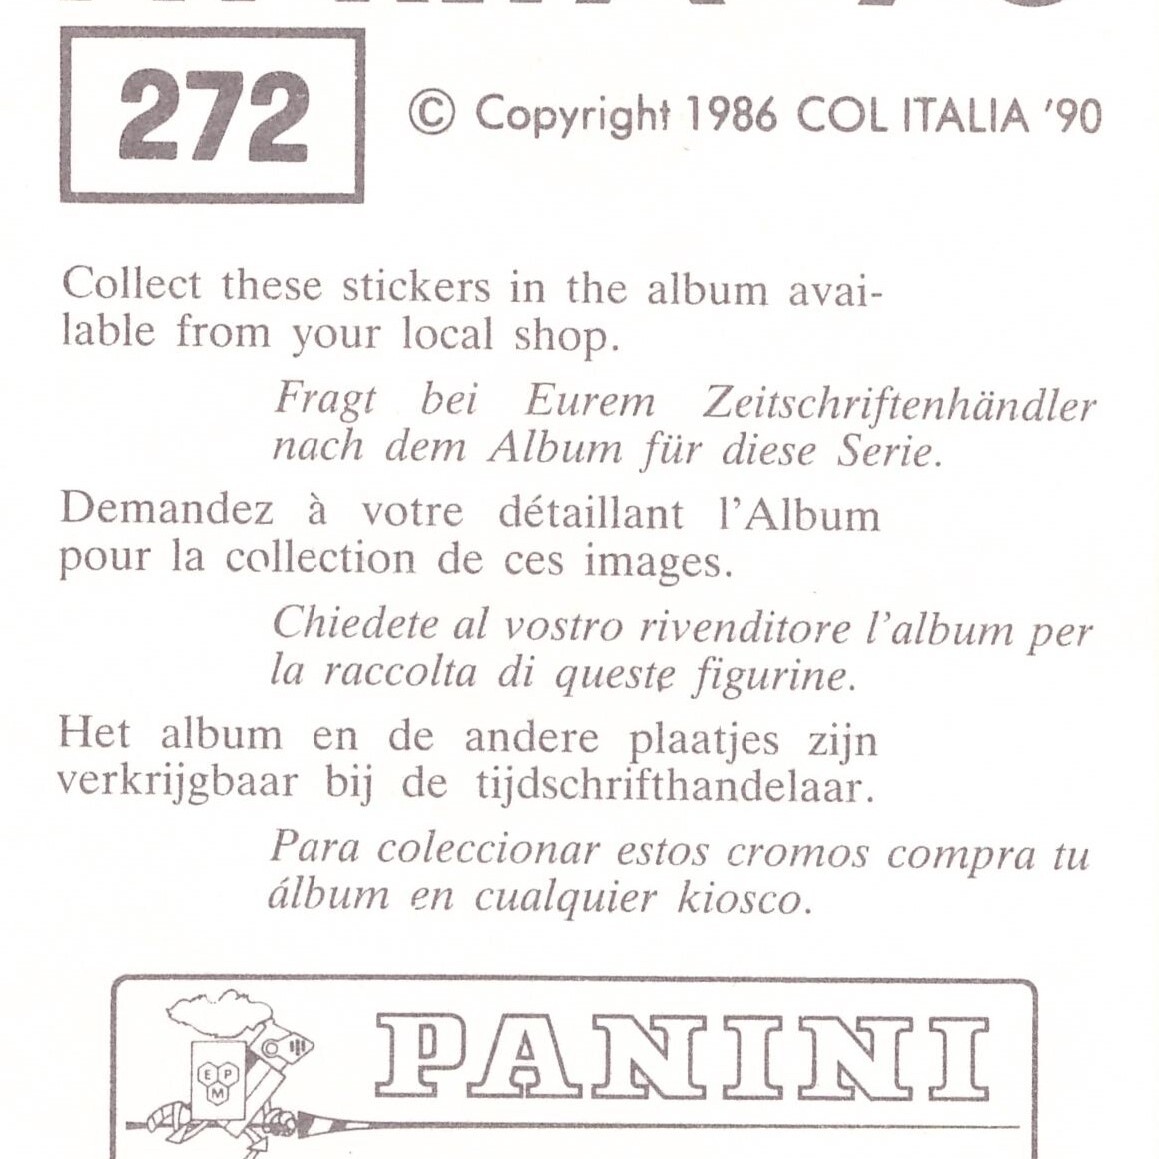 272
© Copyright 1986 COL ITALIA '90
Collect these stickers in the album avai-
lable from your local shop.
Fragt bei Eurem Zeitschriftenhändler
nach dem Album für diese Serie.
Demandez à votre détaillant l'Album
pour la collection de ces images.
Chiedete al vostro rivenditore l'album per
la raccolta di queste figurine.
Het album en de andere plaatjes zijn
verkrijgbaar bij de tijdschrifthandelaar.
Para coleccionar estos cromos compra tu
álbum en cualquier kiosco.
E P
M
PANINI